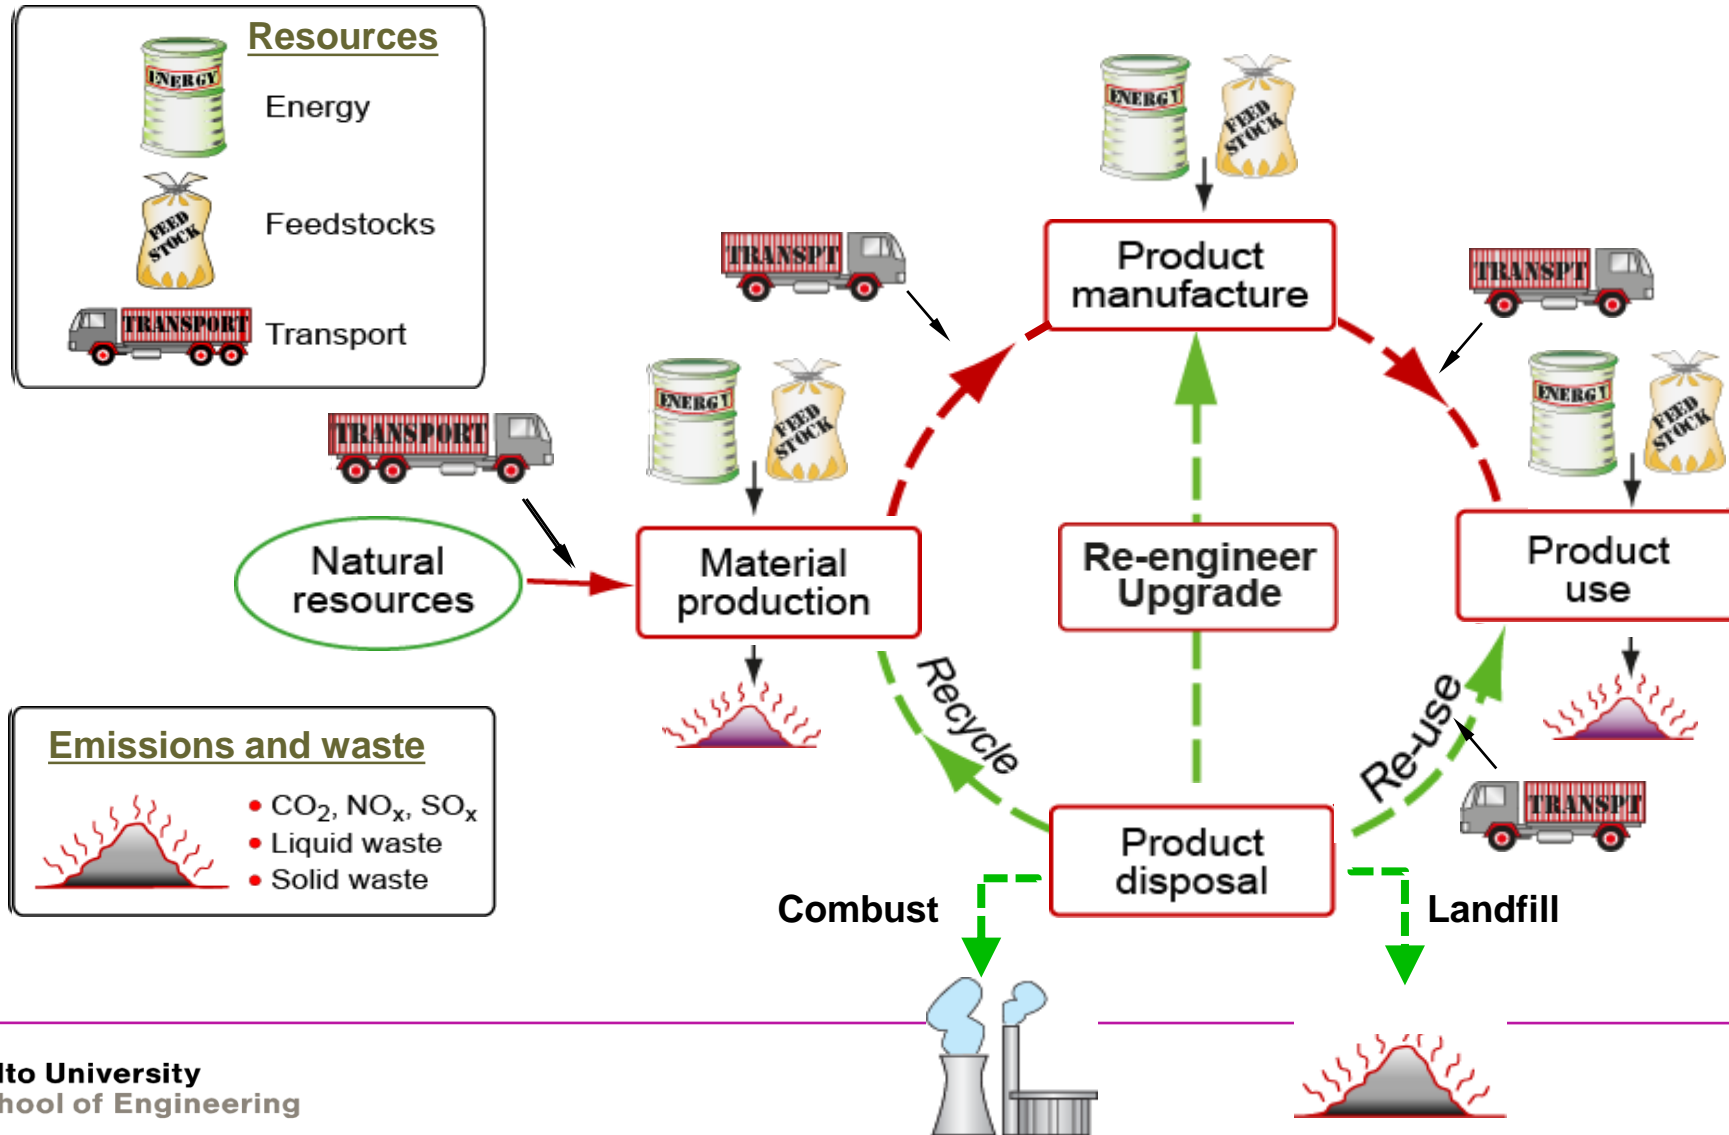 Resources
ENERGY
Energy
FEED
STOCK
Feedstocks
TRANSPORT
Transport
ENERGY
FEED
STOCK
TRANSPT
Product
manufacture
TRANSPT
ENERGY
FEED
STOCK
ENERGY
FEED
STOCK
TRANSPORT
Natural
resources
Material
production
Re-engineer
Upgrade
Product
use
Recycle
Re-use
TRANSPT
Emissions and waste
• CO2, NOx, SOx
• Liquid waste
• Solid waste
Product
disposal
Combust
Landfill
lto University
hool of Engineering